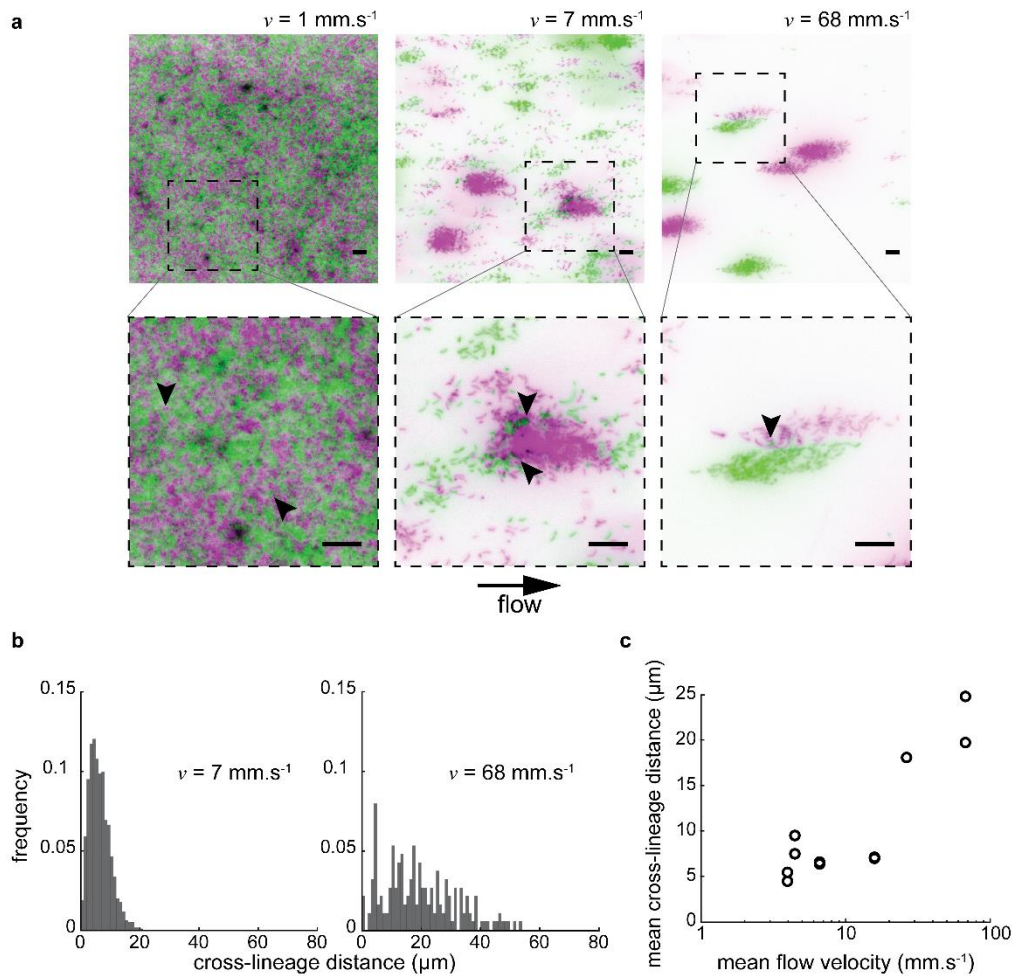 a
v = 1 mm.s⁻¹
v = 7 mm.s⁻¹
v = 68 mm.s⁻¹
flow
b
frequency
0.15
0.1
0.05
0
v = 7 mm.s⁻¹
0 20 40 60 80
0.15
0.1
0.05
0
v = 68 mm.s⁻¹
0 20 40 60 80
cross-lineage distance (μm)
c
mean cross-lineage distance (μm)
25
20
15
10
5
0
1 10 100
mean flow velocity (mm.s⁻¹)